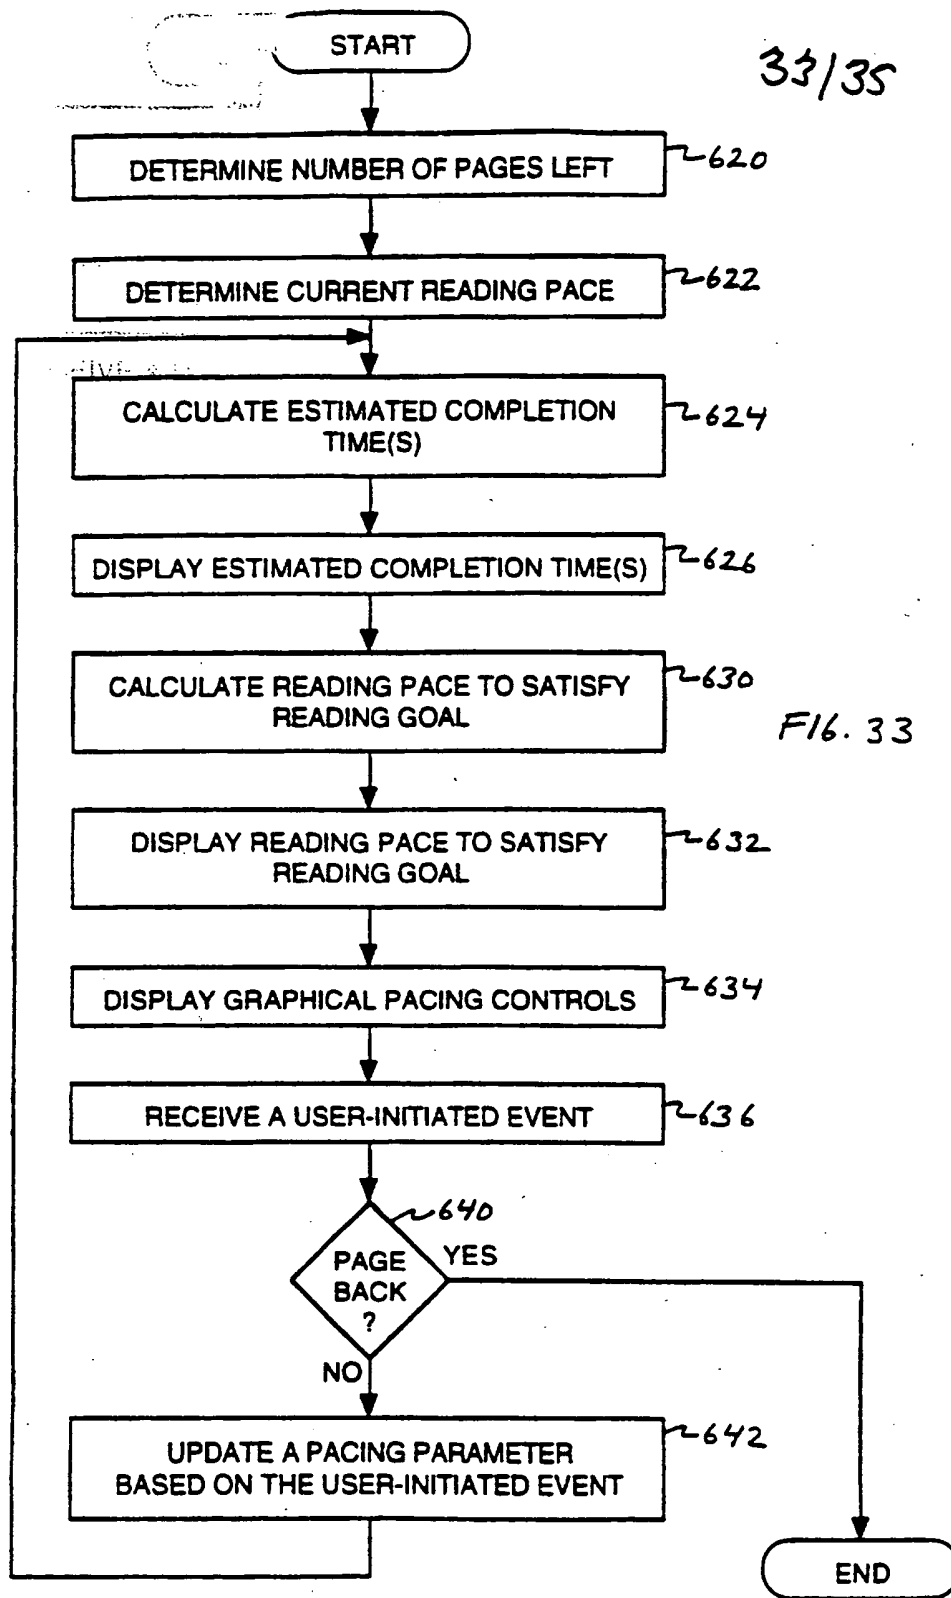 START
33/35
DETERMINE NUMBER OF PAGES LEFT
620
DETERMINE CURRENT READING PACE
622
CALCULATE ESTIMATED COMPLETION
TIME(S)
624
DISPLAY ESTIMATED COMPLETION TIME(S)
626
CALCULATE READING PACE TO SATISFY
READING GOAL
630
FIG. 33
DISPLAY READING PACE TO SATISFY
READING GOAL
632
DISPLAY GRAPHICAL PACING CONTROLS
634
RECEIVE A USER-INITIATED EVENT
636
640
PAGE
BACK
?
YES
NO
UPDATE A PACING PARAMETER
BASED ON THE USER-INITIATED EVENT
642
END